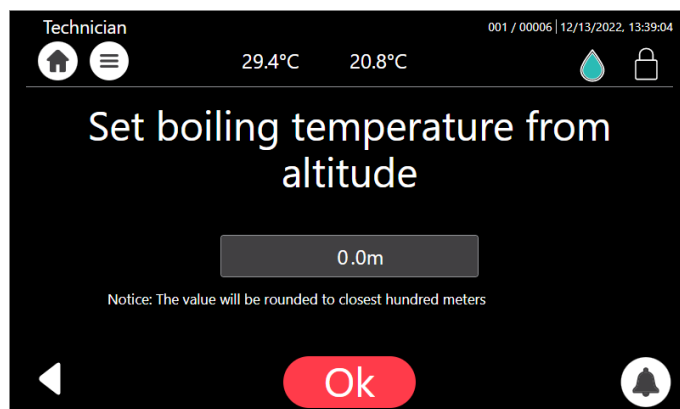 Technician
001 / 00006 | 12/13/2022, 13:39:04
29.4°C 20.8°C
Set boiling temperature from
altitude
0.0m
Notice: The value will be rounded to closest hundred meters
Ok